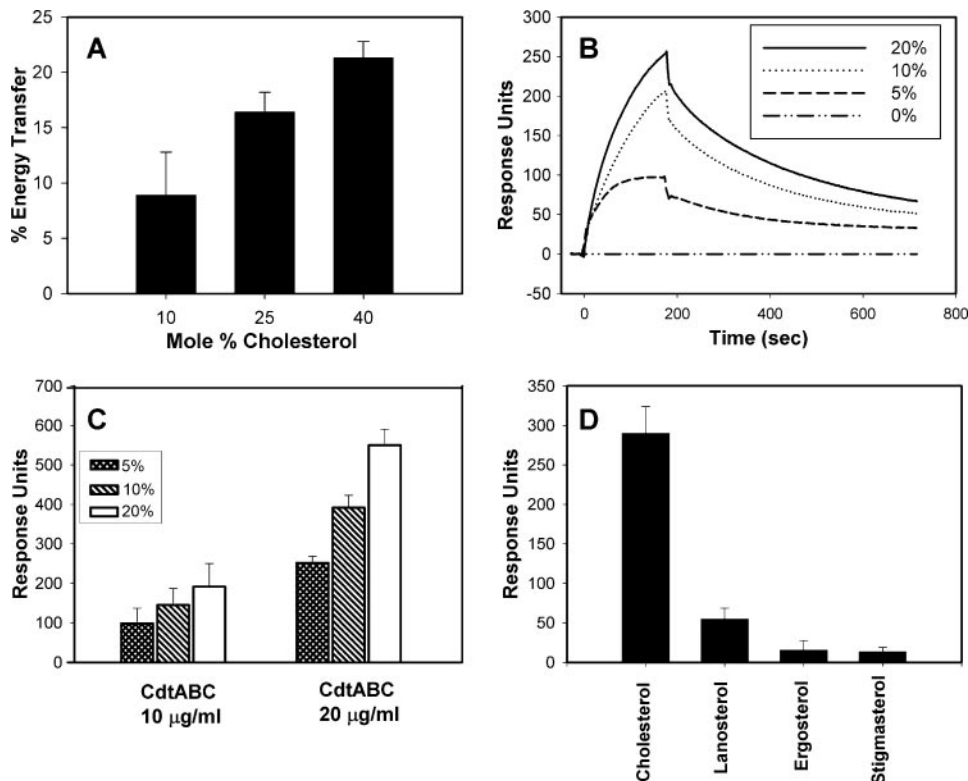 A
% Energy Transfer
25
20
15
10
5
0
10 25 40
Mole % Cholesterol
B
Response Units
300
250
200
150
100
50
0
-50
20%
10%
5%
0%
0 200 400 600 800
Time (sec)
C
Response Units
700
600
500
400
300
200
100
0
5%
10%
20%
CdtABC CdtABC
10 µg/ml 20 µg/ml
D
Response Units
350
300
250
200
150
100
50
0
Cholesterol
Lanosterol
Ergosterol
Stigmasterol